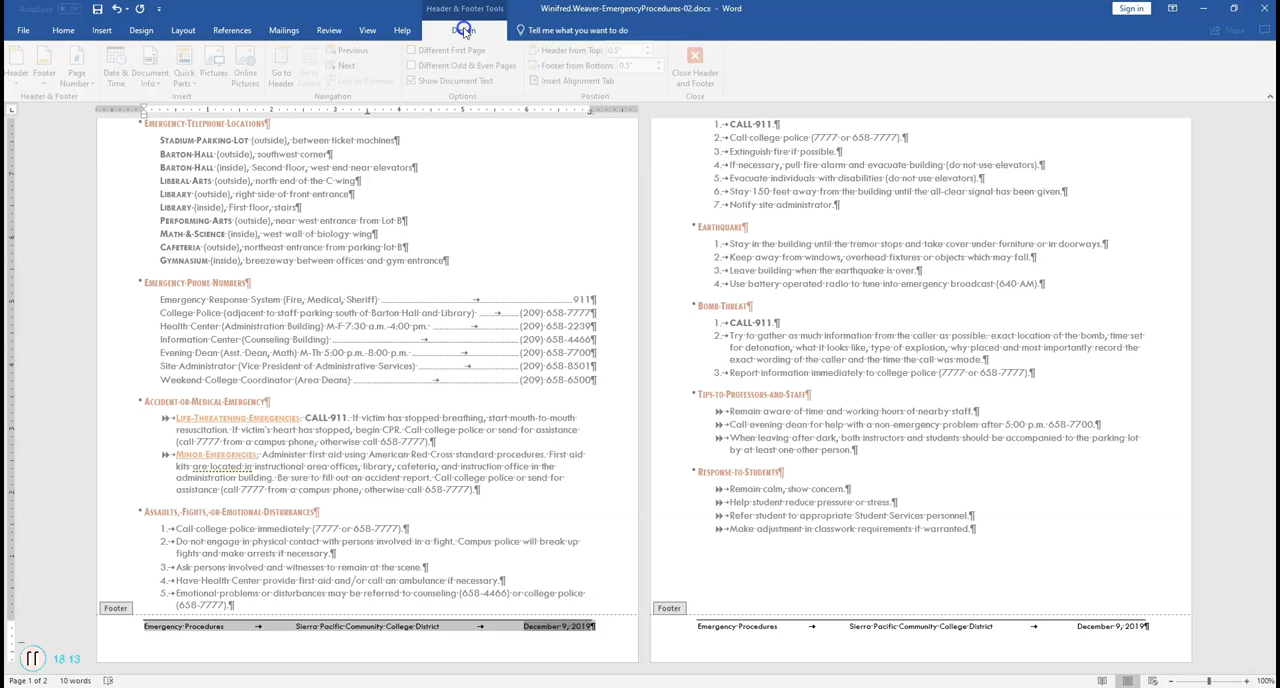 AutoSave Off
Header & Footer Tools
Winifred.Weaver-EmergencyProcedures-02.docx - Word
Sign in
File Home Insert Design Layout References Mailings Review View Help Design Tell me what you want to do Share
Header Footer Page Number
Header & Footer
Date & Time Document Info Quick Parts Pictures Online Pictures
Insert
Go to Header Go to Footer Previous Next Link to Previous
Navigation
Different First Page
Different Odd & Even Pages
Show Document Text
Options
Header from Top: 0.5"
Footer from Bottom: 0.5"
Insert Alignment Tab
Position
Close Header and Footer
Close
Emergency·Telephone·Locations¶
Stadium·Parking·Lot·(outside),·between·ticket·machines¶
Barton·Hall·(outside),·southwest·corner¶
Barton·Hall·(inside),·Second·floor,·west·end·near·elevators¶
Liberal·Arts·(outside),·north·end·of·the·C-wing¶
Library·(outside),·right·side·of·front·entrance¶
Library·(inside),·First·floor,·stairs¶
Performing·Arts·(outside),·near·west·entrance·from·Lot·B¶
Math·&·Science·(inside),·west·wall·of·biology·wing¶
Cafeteria·(outside),·northeast·entrance·from·parking·lot·B¶
Gymnasium·(inside),·breezeway·between·offices·and·gym·entrance¶
Emergency·Phone·Numbers¶
Emergency·Response·System·(Fire,·Medical,·Sheriff) → 911¶
College·Police·(adjacent·to·staff·parking·south·of·Barton·Hall·and·Library) → (209)·658-7777¶
Health·Center·(Administration·Building)·M-F·7:30·a.m.-4:00·pm. → (209)·658-2239¶
Information·Center·(Counseling·Building) → (209)·658-4466¶
Evening·Dean·(Asst.·Dean,·Math)·M-Th·5:00·p.m.-8:00·p.m. → (209)·658-7700¶
Site·Administrator·(Vice·President·of·Administrative·Services) → (209)·658-8501¶
Weekend·College·Coordinator·(Area·Deans) → (209)·658-6500¶
Accident·or·Medical·Emergency¶
Life-Threatening·Emergencies:·CALL·911.·If·victim·has·stopped·breathing,·start·mouth-to-mouth·
resuscitation.·If·victim's·heart·has·stopped,·begin·CPR.·Call·college·police·or·send·for·assistance·
(call·7777·from·a·campus·phone,·otherwise·call·658-7777).¶
Minor·Emergencies:·Administer·first·aid·using·American·Red·Cross·standard·procedures.·First·aid·
kits·are·located·in·instructional·area·offices,·library,·cafeteria,·and·instruction·office·in·the·
administration·building.·Be·sure·to·fill·out·an·accident·report.·Call·college·police·or·send·for·
assistance·(call·7777·from·a·campus·phone,·otherwise·call·658-7777).¶
Assaults,·Fights,·or·Emotional·Disturbances¶
1.→Call·college·police·immediately·(7777·or·658-7777).¶
2.→Do·not·engage·in·physical·contact·with·persons·involved·in·a·fight.·Campus·police·will·break·up·
fights·and·make·arrests·if·necessary.¶
3.→Ask·persons·involved·and·witnesses·to·remain·at·the·scene.¶
4.→Have·Health·Center·provide·first·aid·and/or·call·an·ambulance·if·necessary.¶
5.→Emotional·problems·or·disturbances·may·be·referred·to·counseling·(658-4466)·or·college·police·
(658-7777).¶
Footer
Emergency·Procedures → Sierra·Pacific·Community·College·District → December·9,·2019¶
1.→CALL·911.¶
2.→Call·college·police·(7777·or·658-7777).¶
3.→Extinguish·fire·if·possible.¶
4.→If·necessary,·pull·fire·alarm·and·evacuate·building·(do·not·use·elevators).¶
5.→Evacuate·individuals·with·disabilities·(do·not·use·elevators).¶
6.→Stay·150·feet·away·from·the·building·until·the·all-clear·signal·has·been·given.¶
7.→Notify·site·administrator.¶
Earthquake¶
1.→Stay·in·the·building·until·the·tremor·stops·and·take·cover·under·furniture·or·in·doorways.¶
2.→Keep·away·from·windows,·overhead·fixtures·or·objects·which·may·fall.¶
3.→Leave·building·when·the·earthquake·is·over.¶
4.→Use·battery·operated·radio·to·tune·into·emergency·broadcast·(640·AM).¶
Bomb·Threat¶
1.→CALL·911.¶
2.→Try·to·gather·as·much·information·from·the·caller·as·possible:·exact·location·of·the·bomb,·time·set·
for·detonation,·what·it·looks·like,·type·of·explosion,·why·placed·and·most·importantly·record·the·
exact·wording·of·the·caller·and·the·time·the·call·was·made.¶
3.→Report·information·immediately·to·college·police·(7777·or·658-7777).¶
Tips·to·Professors·and·Staff¶
Remain·aware·of·time·and·working·hours·of·nearby·staff.¶
Call·evening·dean·for·help·with·a·non-emergency·problem·after·5:00·p.m.·658-7700.¶
When·leaving·after·dark,·both·instructors·and·students·should·be·accompanied·to·the·parking·lot·
by·at·least·one·other·person.¶
Response·to·Students¶
Remain·calm,·show·concern.¶
Help·student·reduce·pressure·or·stress.¶
Refer·student·to·appropriate·Student·Services·personnel.¶
Make·adjustment·in·classwork·requirements·if·warranted.¶
Footer
Emergency·Procedures → Sierra·Pacific·Community·College·District → December·9,·2019¶
18:13
Page 1 of 2 10 words 100%